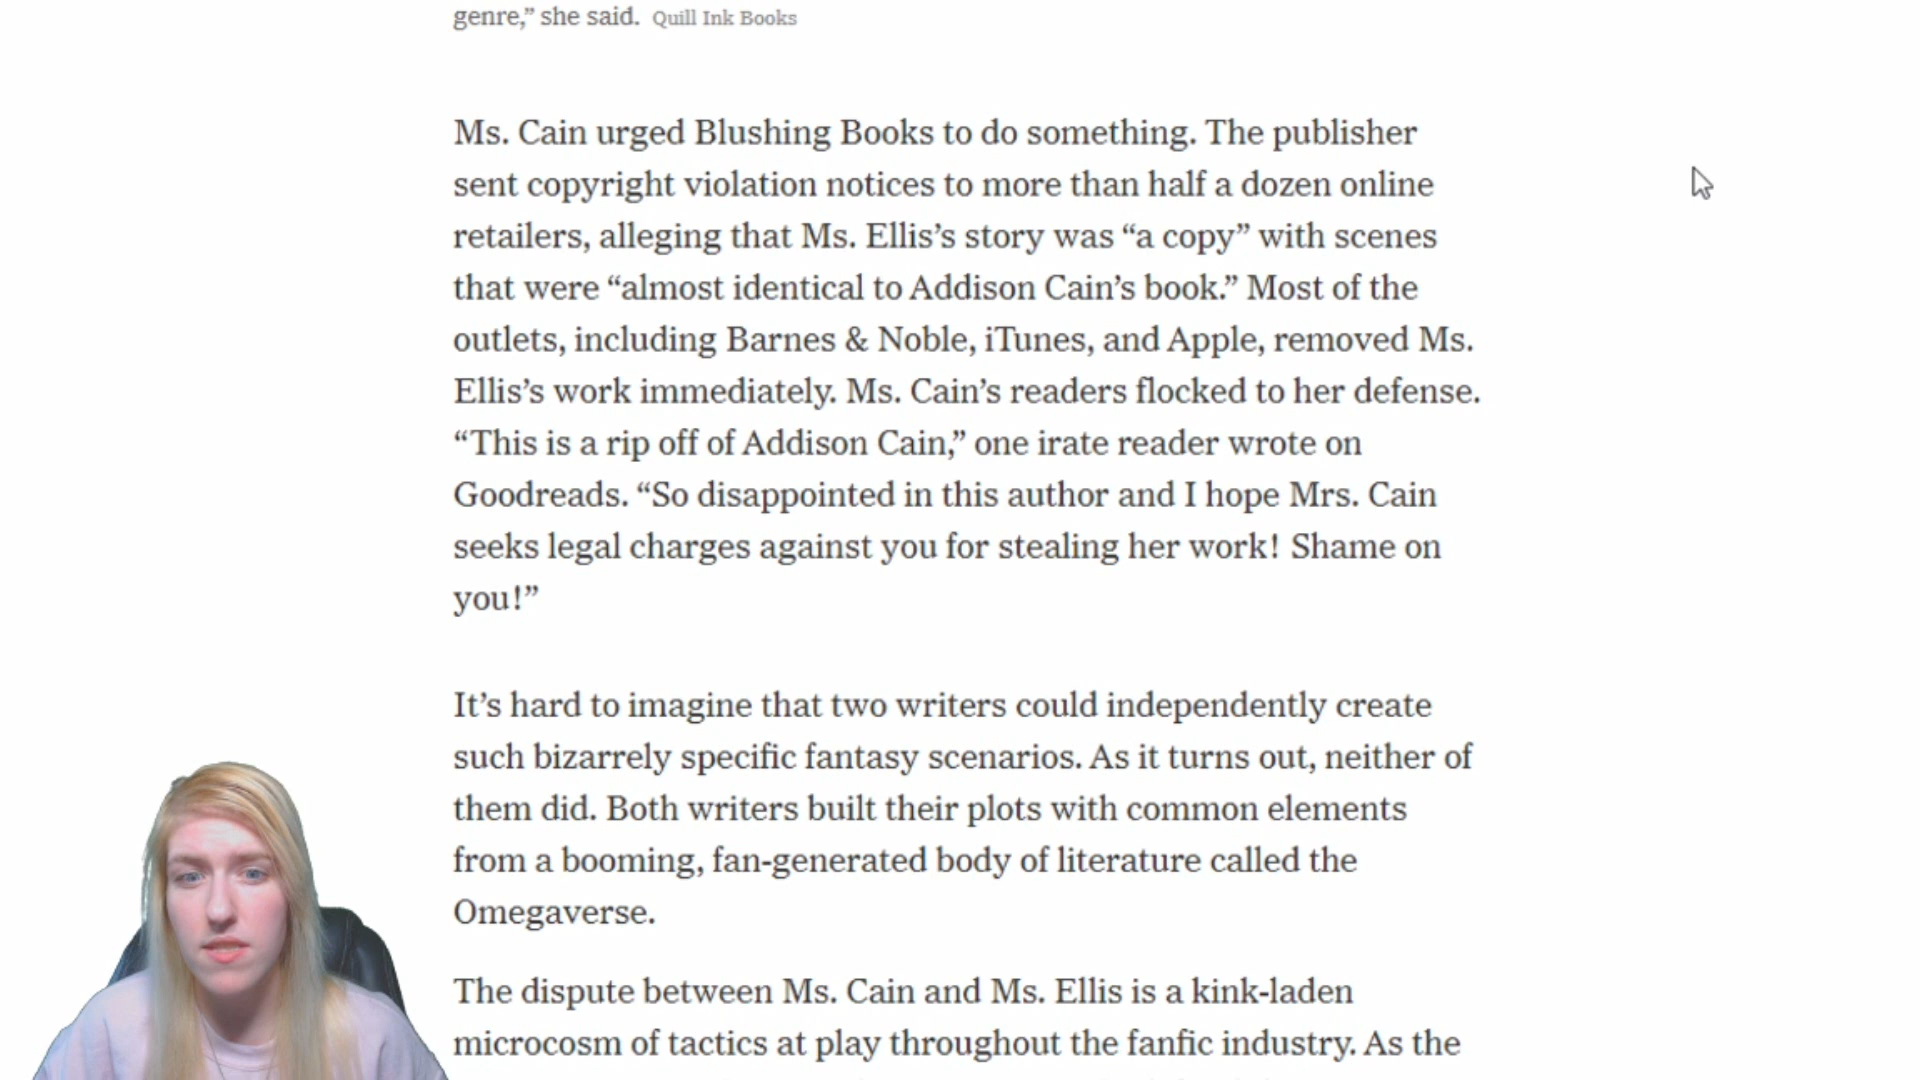 genre,” she said. Quill Ink Books
Ms. Cain urged Blushing Books to do something. The publisher
sent copyright violation notices to more than half a dozen online
retailers, alleging that Ms. Ellis’s story was “a copy” with scenes
that were “almost identical to Addison Cain’s book.” Most of the
outlets, including Barnes & Noble, iTunes, and Apple, removed Ms.
Ellis’s work immediately. Ms. Cain’s readers flocked to her defense.
“This is a rip off of Addison Cain,” one irate reader wrote on
Goodreads. “So disappointed in this author and I hope Mrs. Cain
seeks legal charges against you for stealing her work! Shame on
you!”
It’s hard to imagine that two writers could independently create
such bizarrely specific fantasy scenarios. As it turns out, neither of
them did. Both writers built their plots with common elements
from a booming, fan-generated body of literature called the
Omegaverse.
The dispute between Ms. Cain and Ms. Ellis is a kink-laden
microcosm of tactics at play throughout the fanfic industry. As the